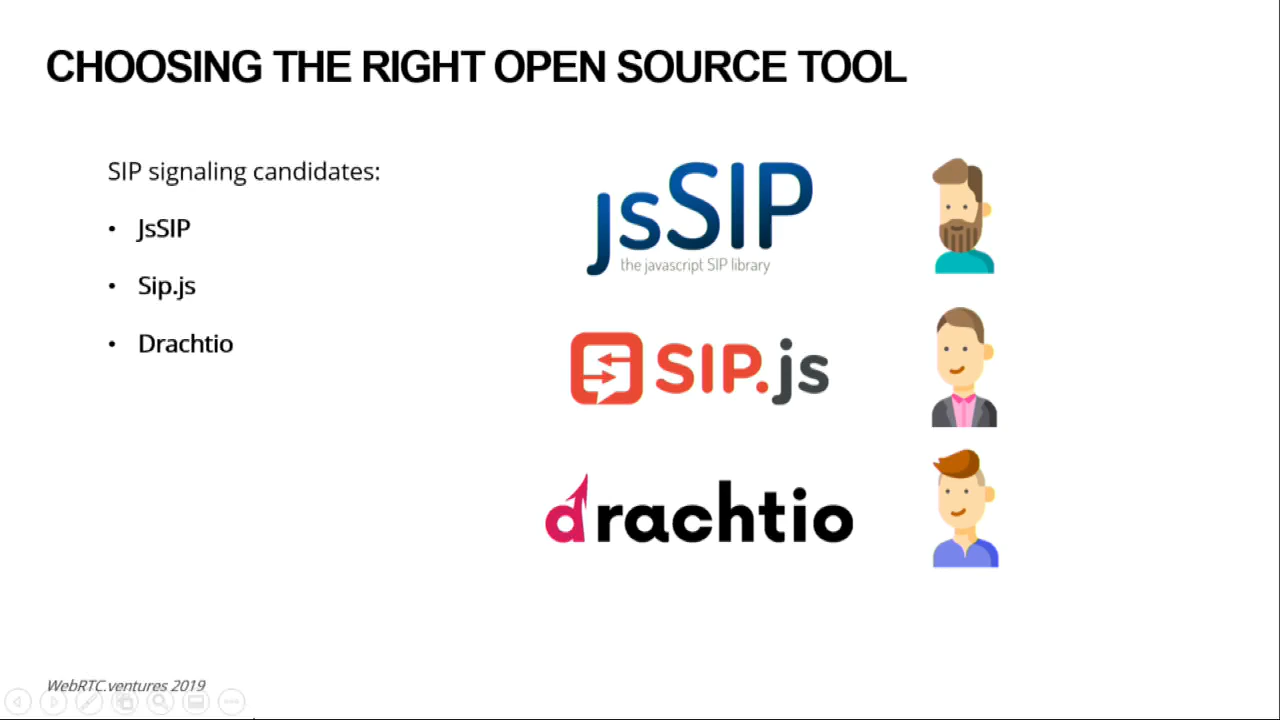 CHOOSING THE RIGHT OPEN SOURCE TOOL
SIP signaling candidates:
• JsSIP
• Sip.js
• Drachtio
jsSIP
the javascript SIP library
SIP.js
drachtio
WebRTC.ventures 2019